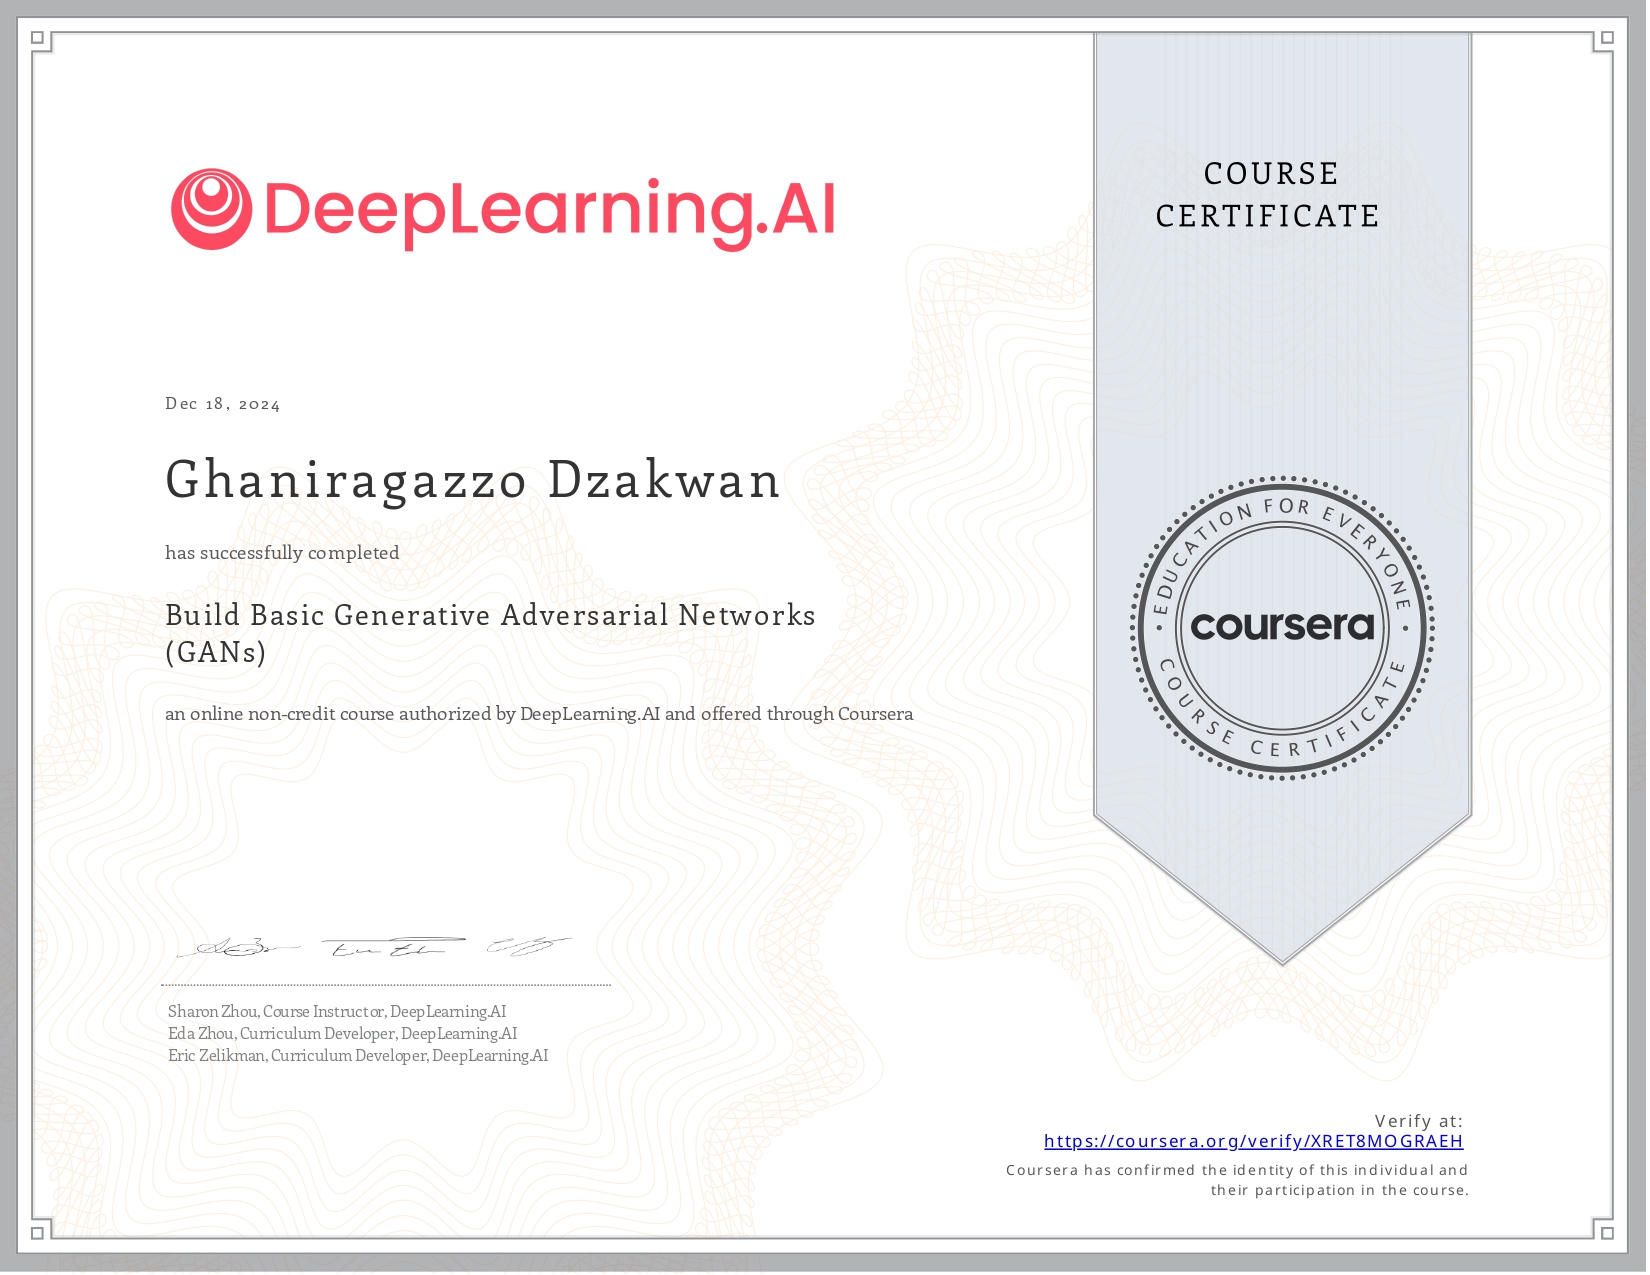 DeepLearning.AI
COURSE
CERTIFICATE
Dec 18, 2024
Ghaniragazzo Dzakwan
has successfully completed
Build Basic Generative Adversarial Networks
(GANs)
an online non-credit course authorized by DeepLearning.AI and offered through Coursera
EDUCATION FOR EVERYONE
coursera
COURSE CERTIFICATE
Sharon Zhou, Course Instructor, DeepLearning.AI
Eda Zhou, Curriculum Developer, DeepLearning.AI
Eric Zelikman, Curriculum Developer, DeepLearning.AI
Verify at:
https://coursera.org/verify/XRET8MOGRAEH
Coursera has confirmed the identity of this individual and
their participation in the course.